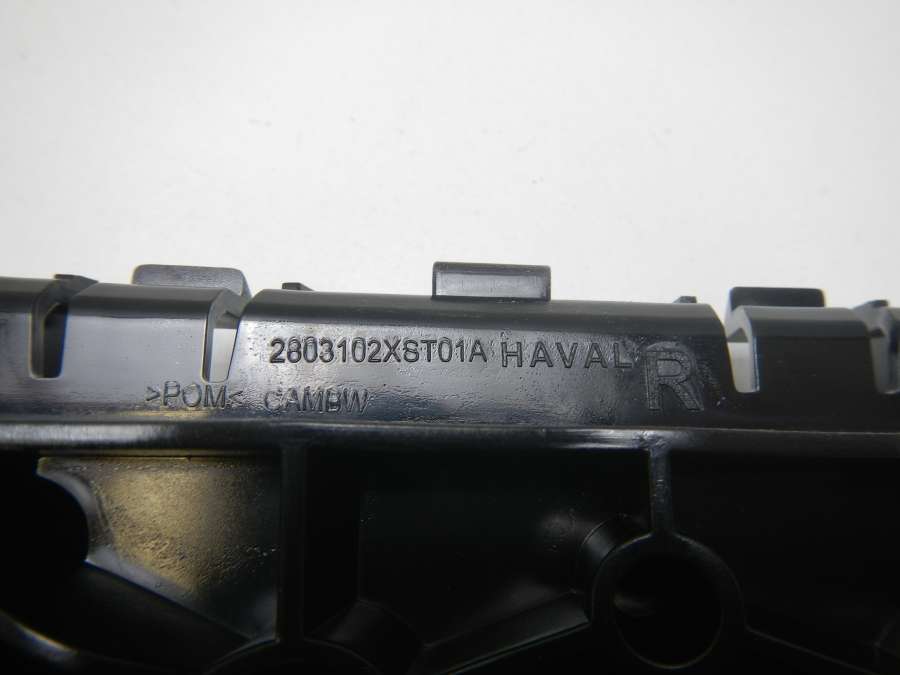 2803102XST01A HAVAL R
>POM< CAMBW